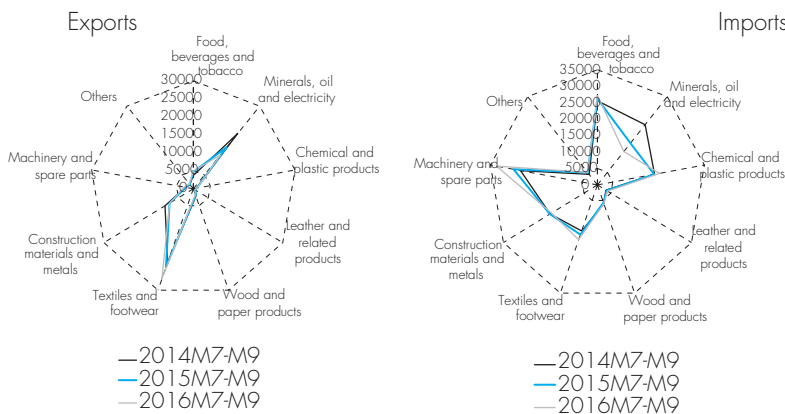 Exports
Food,
beverages and
tobacco
30000
25000
20000
15000
10000
5000
0
Minerals, oil
and electricity
Chemical and
plastic products
Leather and
related
products
Wood and
paper products
Textiles and
footwear
Construction
materials and
metals
Machinery and
spare parts
Others
2014M7-M9
2015M7-M9
2016M7-M9
Imports
Food,
beverages and
tobacco
35000
30000
25000
20000
15000
10000
5000
0
Minerals, oil
and electricity
Chemical and
plastic products
Leather and
related
products
Wood and
paper products
Textiles and
footwear
Construction
materials and
metals
Machinery and
spare parts
Others
2014M7-M9
2015M7-M9
2016M7-M9